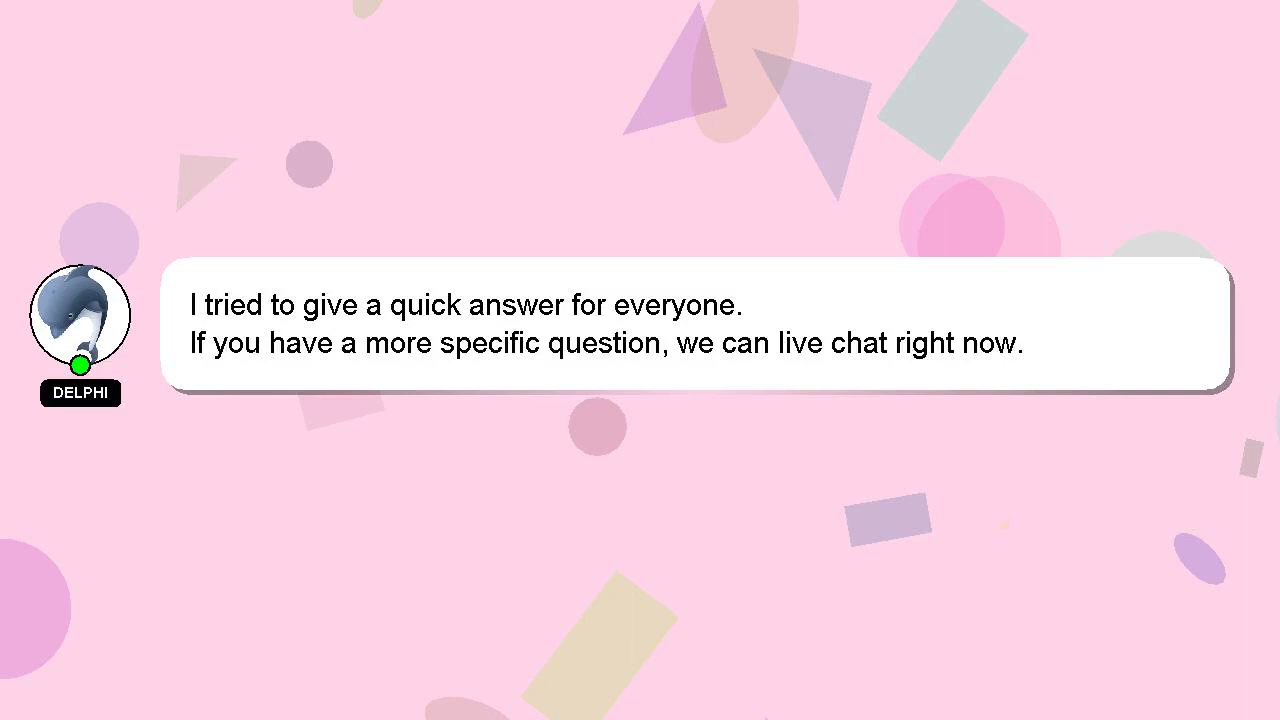 I tried to give a quick answer for everyone.
If you have a more specific question, we can live chat right now.
DELPHI